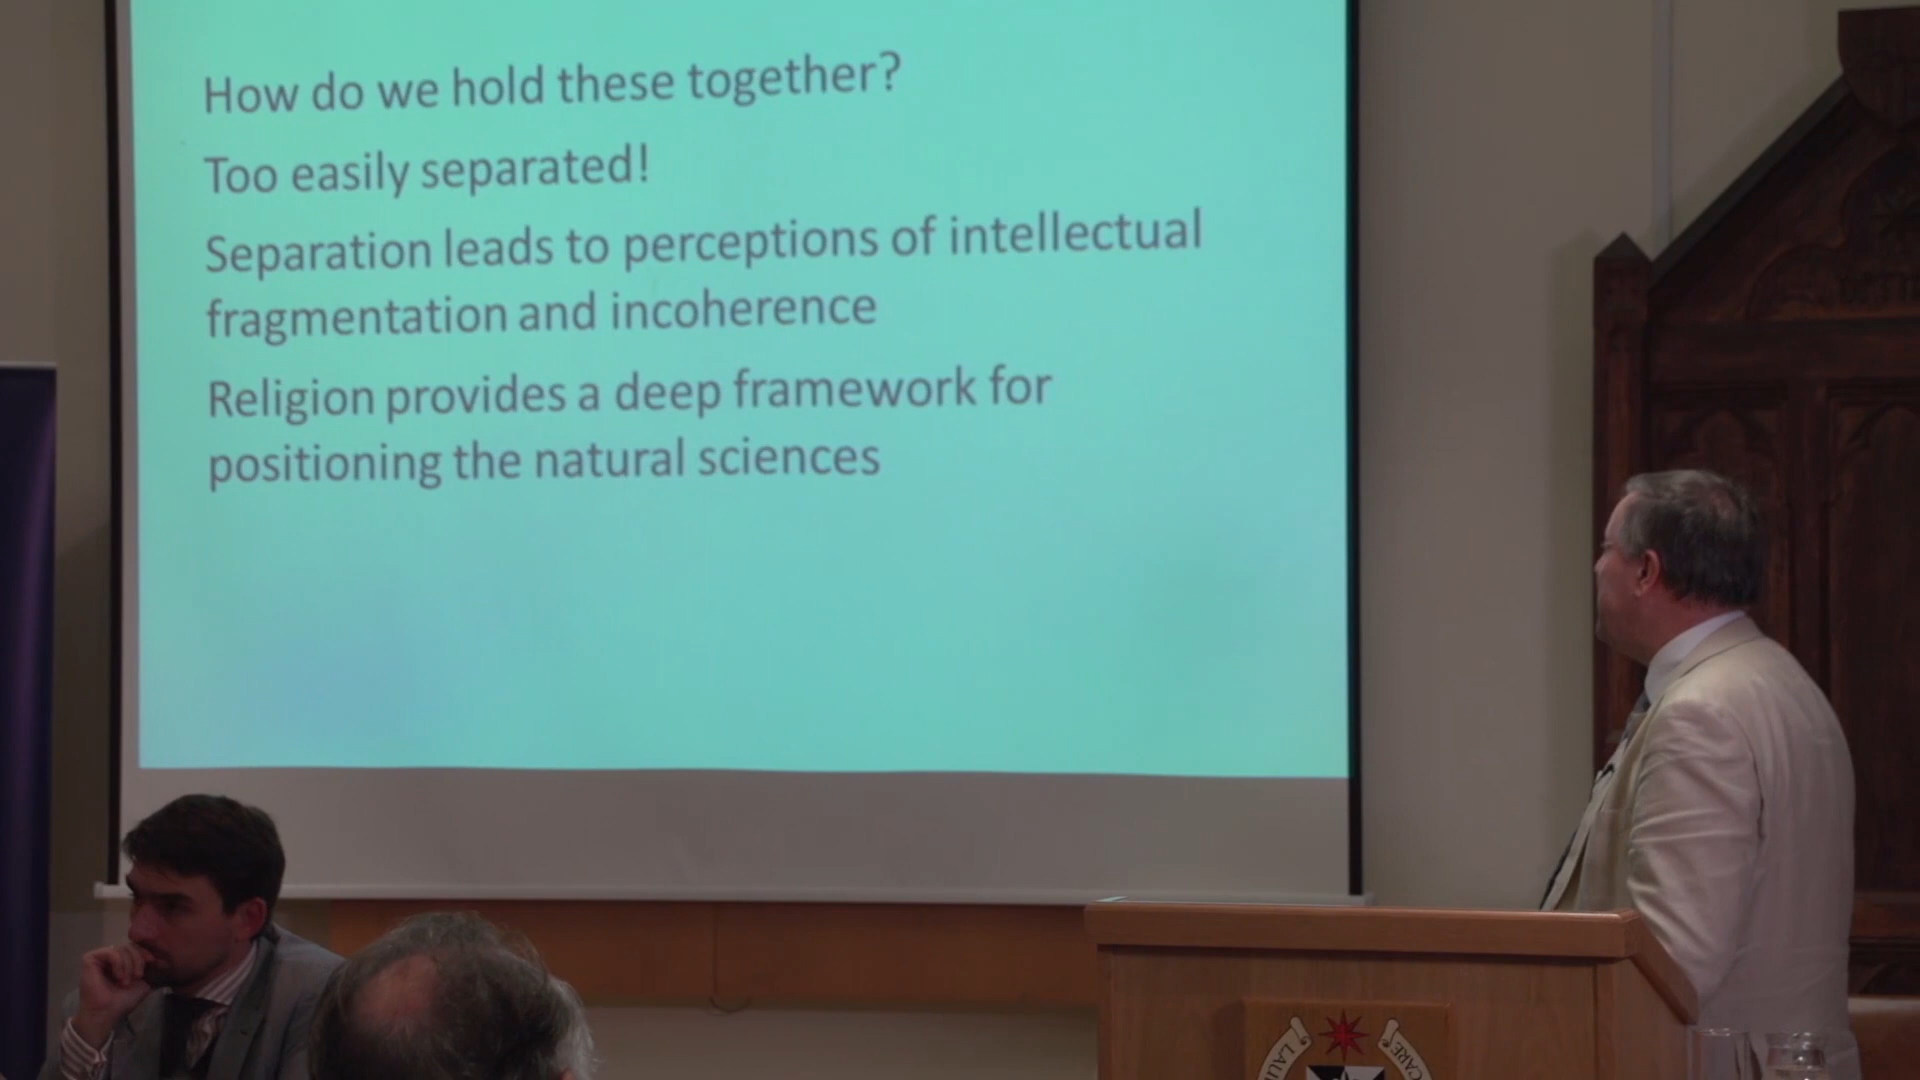 How do we hold these together?
Too easily separated!
Separation leads to perceptions of intellectual
fragmentation and incoherence
Religion provides a deep framework for
positioning the natural sciences